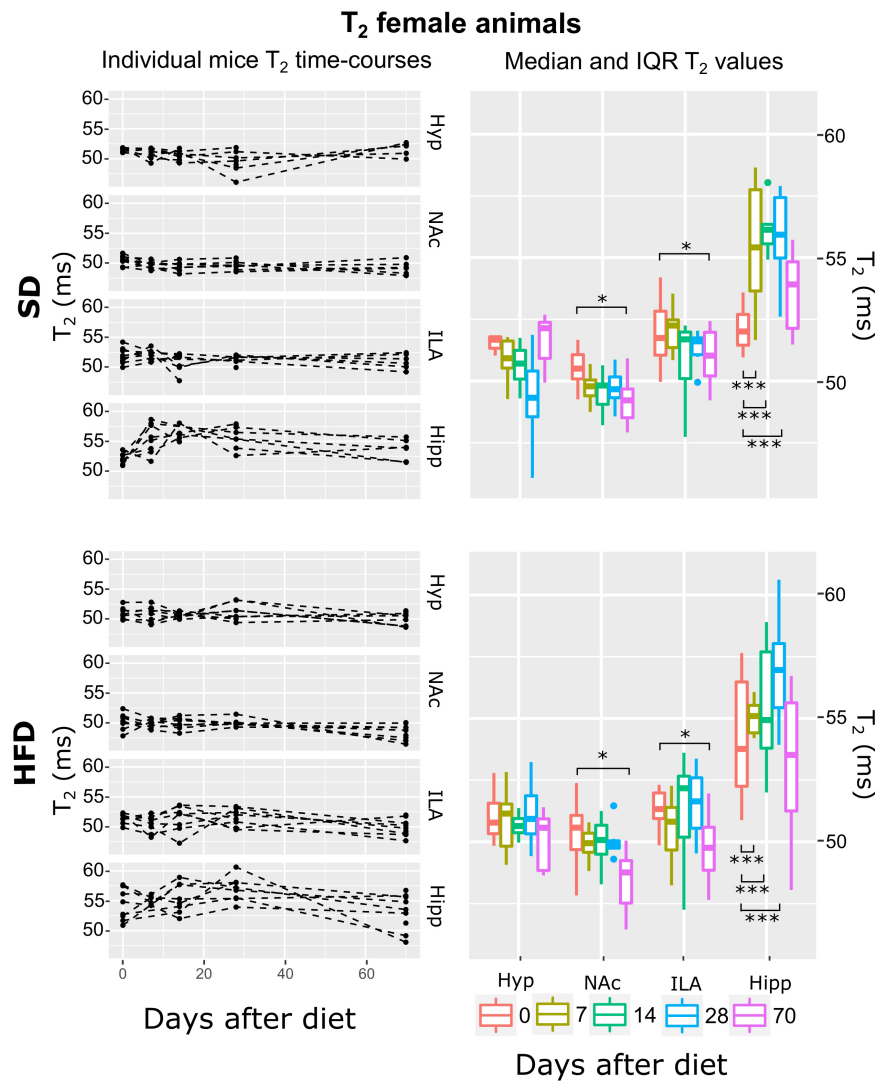 T₂ female animals
Individual mice T₂ time-courses
Median and IQR T₂ values
SD
T₂ (ms)
60
55
50
Hyp
60
55
50
NAc
60
55
50
ILA
60
55
50
Hipp
*
*
***
***
***
60
55
50
T₂ (ms)
HFD
T₂ (ms)
60
55
50
Hyp
60
55
50
NAc
60
55
50
ILA
60
55
50
Hipp
0 20 40 60
Days after diet
*
*
***
***
***
60
55
50
T₂ (ms)
Hyp NAc ILA Hipp
0 7 14 28 70
Days after diet